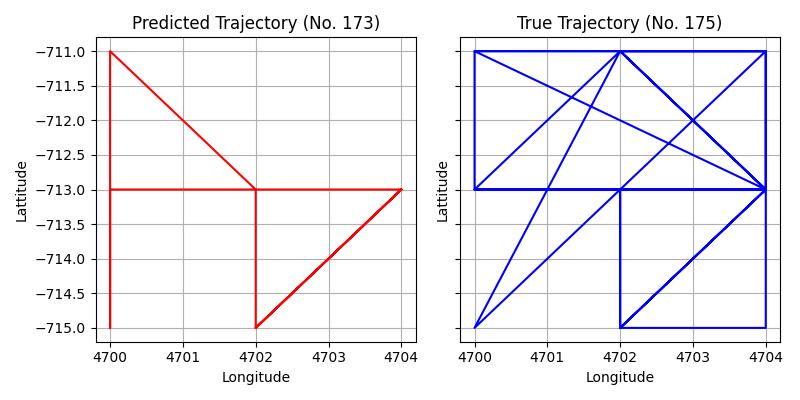 Predicted Trajectory (No. 173)
True Trajectory (No. 175)
−711.0
−711.5
−712.0
−712.5
−713.0
−713.5
−714.0
−714.5
−715.0
Lattitude
Lattitude
4700 4701 4702 4703 4704
4700 4701 4702 4703 4704
Longitude
Longitude